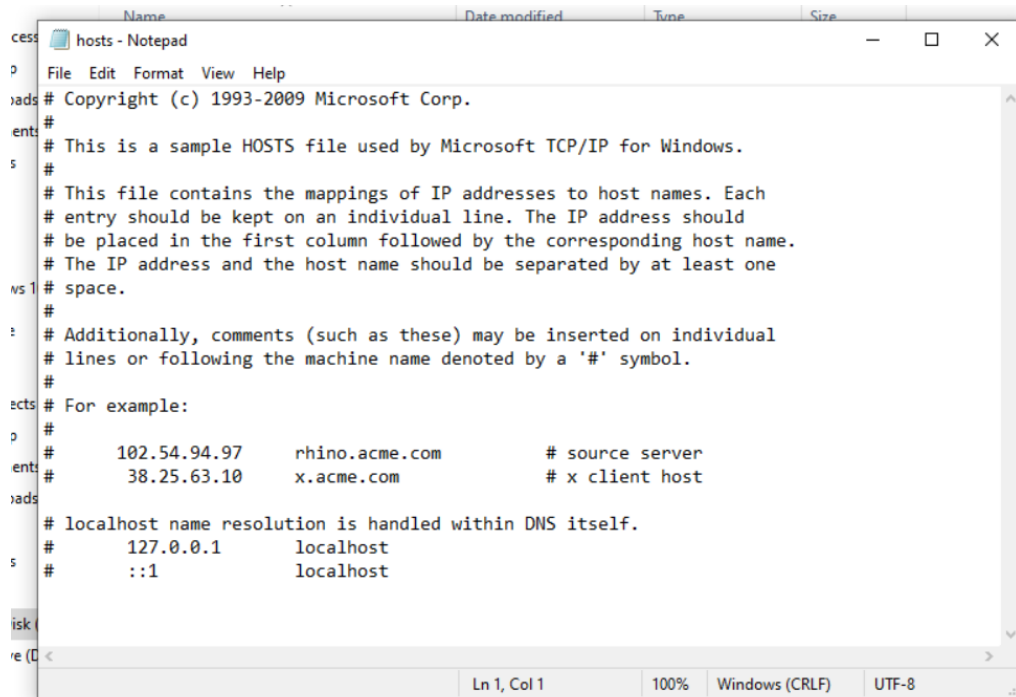 Name Date modified Type Size
hosts - Notepad
File Edit Format View Help
# Copyright (c) 1993-2009 Microsoft Corp.
#
# This is a sample HOSTS file used by Microsoft TCP/IP for Windows.
#
# This file contains the mappings of IP addresses to host names. Each
# entry should be kept on an individual line. The IP address should
# be placed in the first column followed by the corresponding host name.
# The IP address and the host name should be separated by at least one
# space.
#
# Additionally, comments (such as these) may be inserted on individual
# lines or following the machine name denoted by a '#' symbol.
#
# For example:
#
#      102.54.94.97     rhino.acme.com          # source server
#       38.25.63.10     x.acme.com              # x client host

# localhost name resolution is handled within DNS itself.
#       127.0.0.1       localhost
#       ::1             localhost
Ln 1, Col 1 100% Windows (CRLF) UTF-8